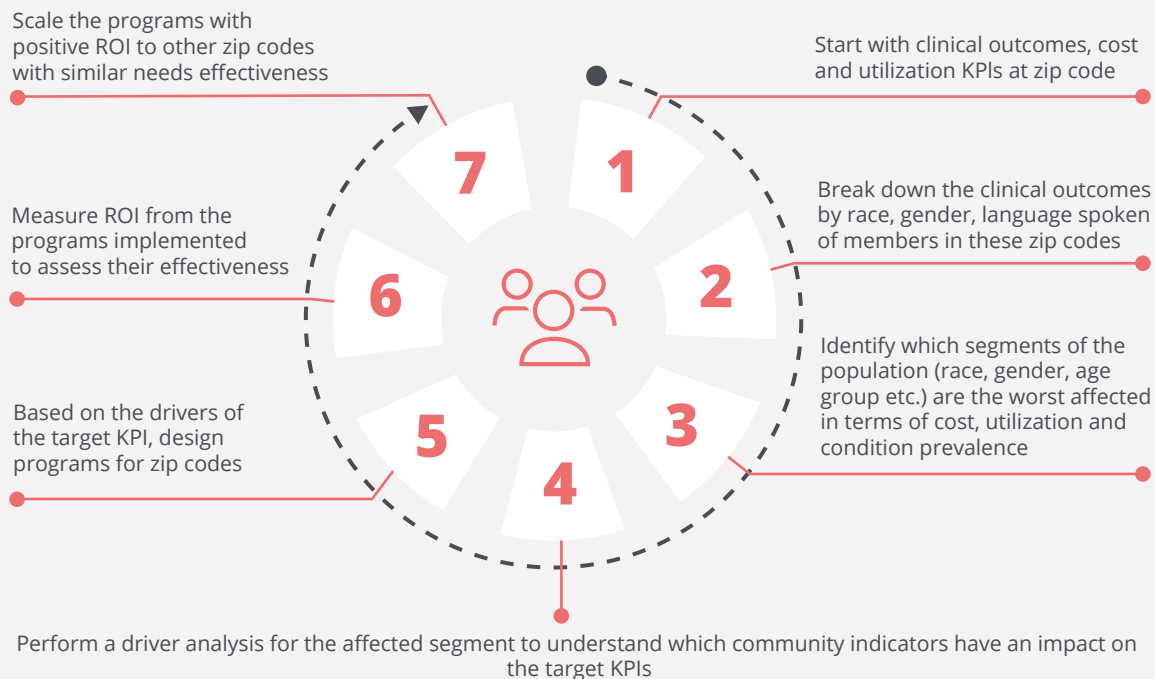 1
Start with clinical outcomes, cost
and utilization KPIs at zip code
2
Break down the clinical outcomes
by race, gender, language spoken
of members in these zip codes
3
Identify which segments of the
population (race, gender, age
group etc.) are the worst affected
in terms of cost, utilization and
condition prevalence
4
Perform a driver analysis for the affected segment to understand which community indicators have an impact on
the target KPIs
5
Based on the drivers of
the target KPI, design
programs for zip codes
6
Measure ROI from the
programs implemented
to assess their effectiveness
7
Scale the programs with
positive ROI to other zip codes
with similar needs effectiveness